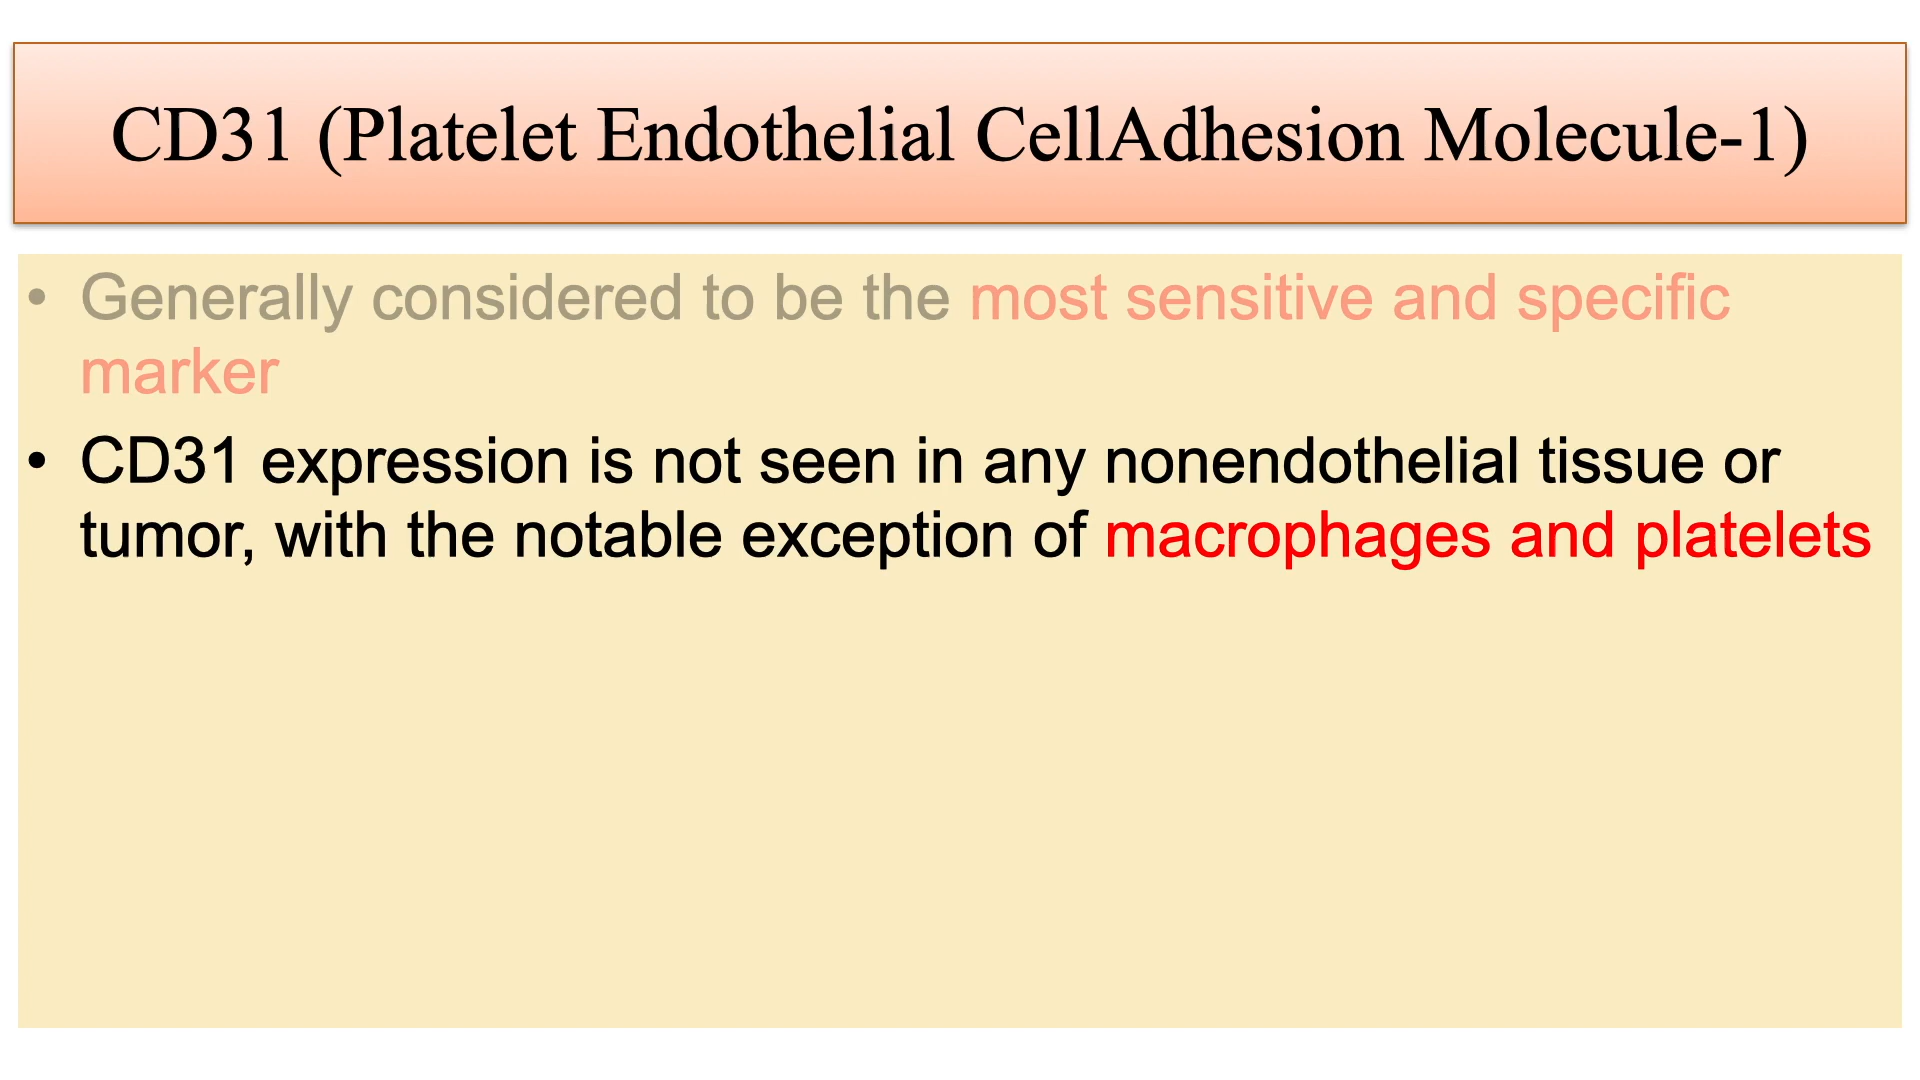 CD31 (Platelet Endothelial CellAdhesion Molecule-1)
• Generally considered to be the most sensitive and specific
marker
• CD31 expression is not seen in any nonendothelial tissue or
tumor, with the notable exception of macrophages and platelets